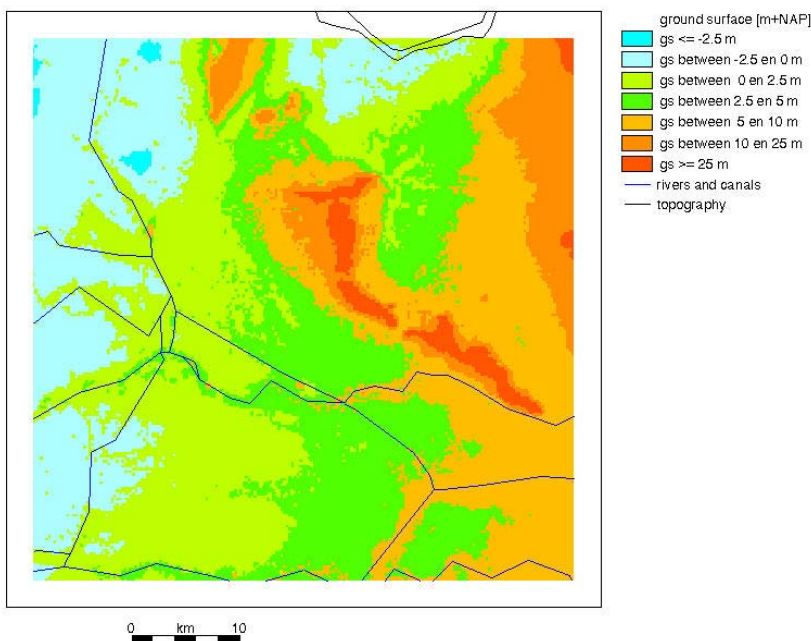 ground surface [m+NAP]
gs <= -2.5 m
gs between -2.5 en 0 m
gs between 0 en 2.5 m
gs between 2.5 en 5 m
gs between 5 en 10 m
gs between 10 en 25 m
gs >= 25 m
rivers and canals
topography
0 km 10